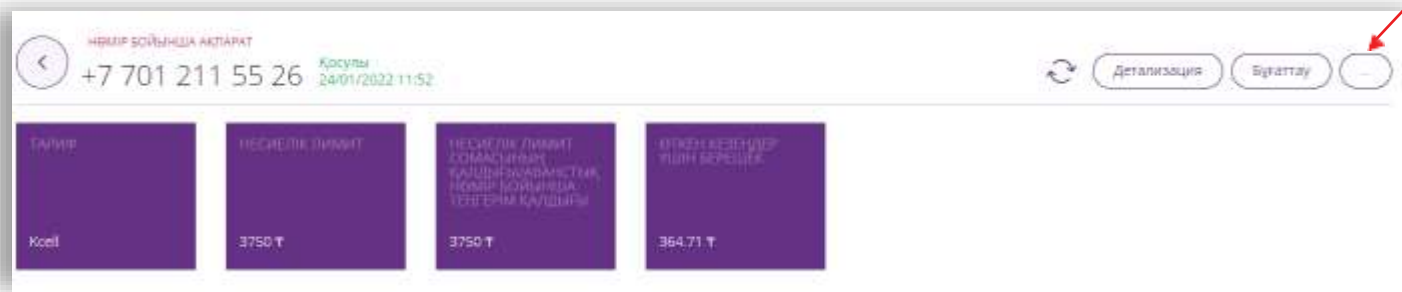 НӨМІР БОЙЫНША АҚПАРАТ
+7 701 211 55 26
Қосулы
24/01/2022 11:52
Детализация
Бұғаттау
...
ТАРИФ
Kcell
НЕСИЕЛІК ЛИМИТ
3750 ₸
НЕСИЕЛІК ЛИМИТ
СОМАСЫНЫҢ
ҚАЛДЫҒЫ/АВАНСТЫҚ
НӨМІР БОЙЫНША
ТЕҢГЕРІМ ҚАЛДЫҒЫ
3750 ₸
ӨТКЕН КЕЗЕҢДЕР
ҮШІН БЕРЕШЕК
364.71 ₸